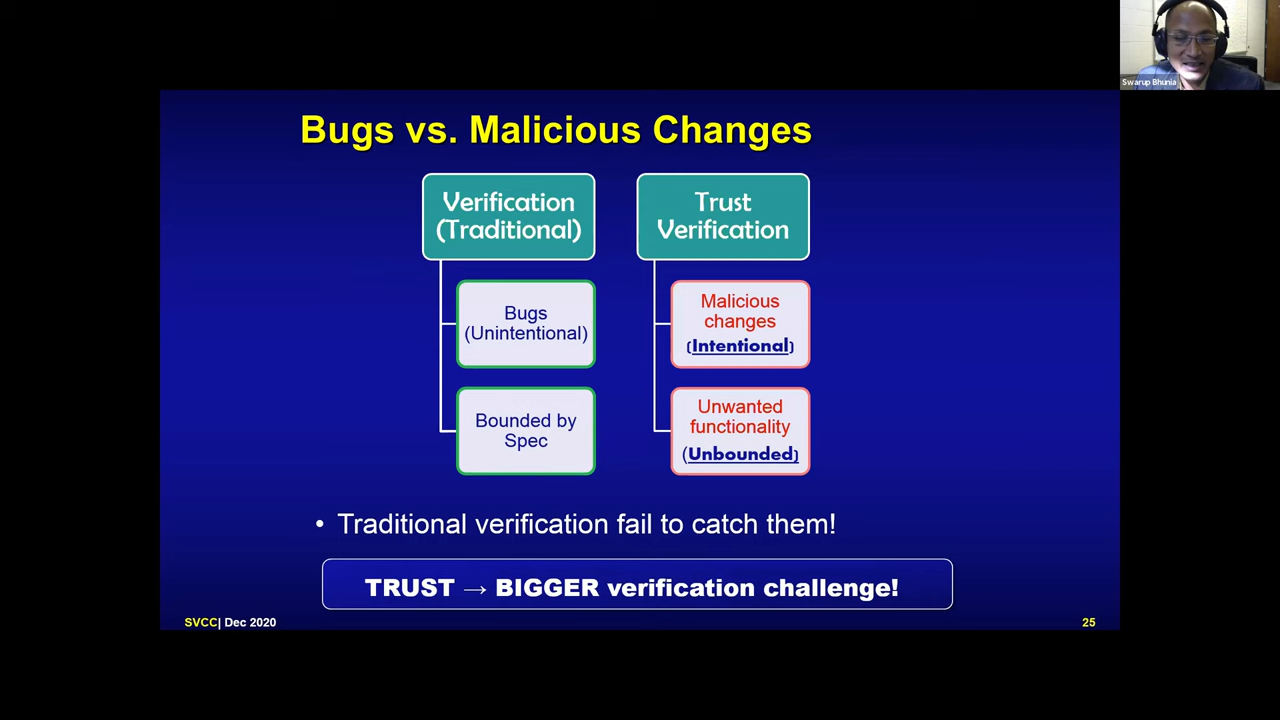 Swarup Bhunia
Bugs vs. Malicious Changes
Verification
(Traditional)
Bugs
(Unintentional)
Bounded by
Spec
Trust
Verification
Malicious
changes
(Intentional)
Unwanted
functionality
(Unbounded)
• Traditional verification fail to catch them!
TRUST → BIGGER verification challenge!
SVCC| Dec 2020
25